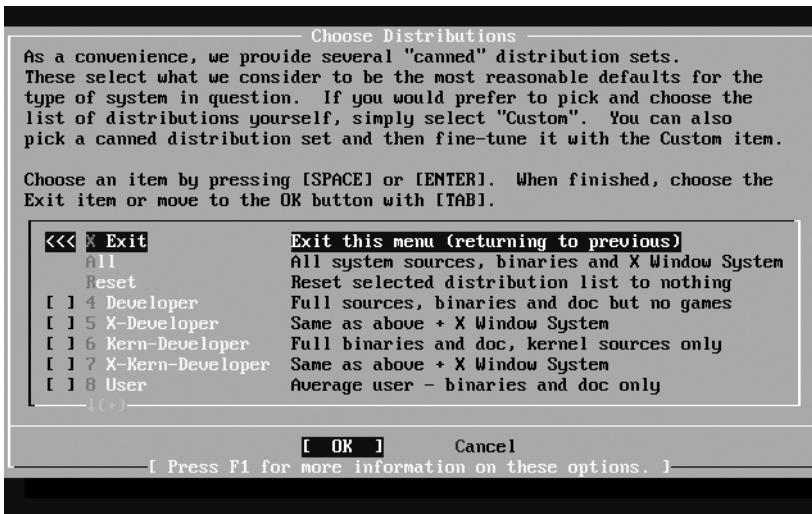 Choose Distributions
As a convenience, we provide several "canned" distribution sets.
These select what we consider to be the most reasonable defaults for the
type of system in question.  If you would prefer to pick and choose the
list of distributions yourself, simply select "Custom".  You can also
pick a canned distribution set and then fine-tune it with the Custom item.
Choose an item by pressing [SPACE] or [ENTER].  When finished, choose the
Exit item or move to the OK button with [TAB].
<<< X Exit Exit this menu (returning to previous)
All All system sources, binaries and X Window System
Reset Reset selected distribution list to nothing
[ ] 4 Developer Full sources, binaries and doc but no games
[ ] 5 X-Developer Same as above + X Window System
[ ] 6 Kern-Developer Full binaries and doc, kernel sources only
[ ] 7 X-Kern-Developer Same as above + X Window System
[ ] 8 User Average user - binaries and doc only
↓(+)
[ OK ] Cancel
[ Press F1 for more information on these options. ]